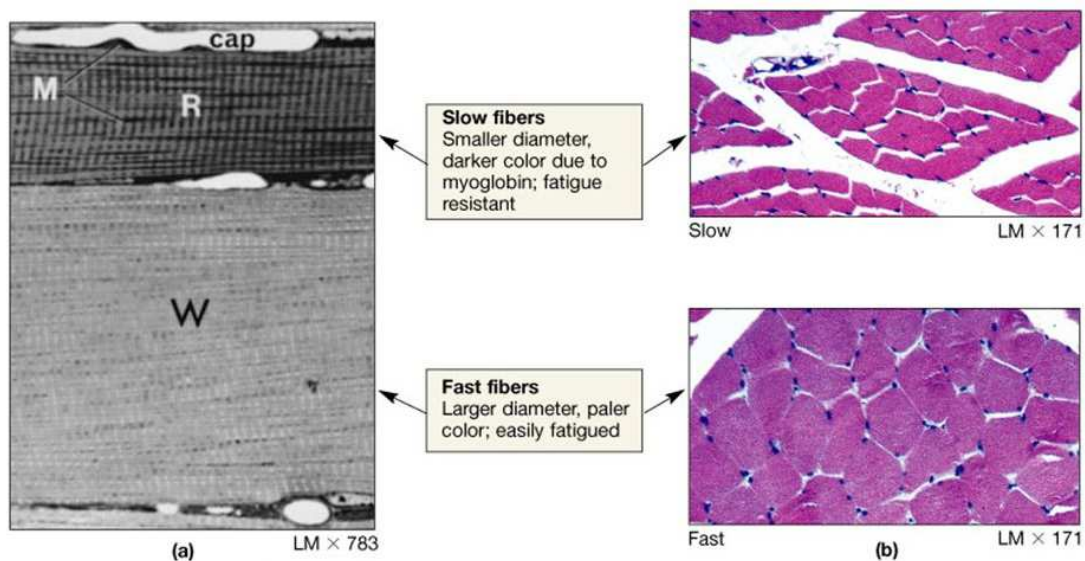 cap
M
R
W
(a)
LM × 783
Slow fibers
Smaller diameter,
darker color due to
myoglobin; fatigue
resistant
Fast fibers
Larger diameter, paler
color; easily fatigued
Slow
LM × 171
Fast
(b)
LM × 171